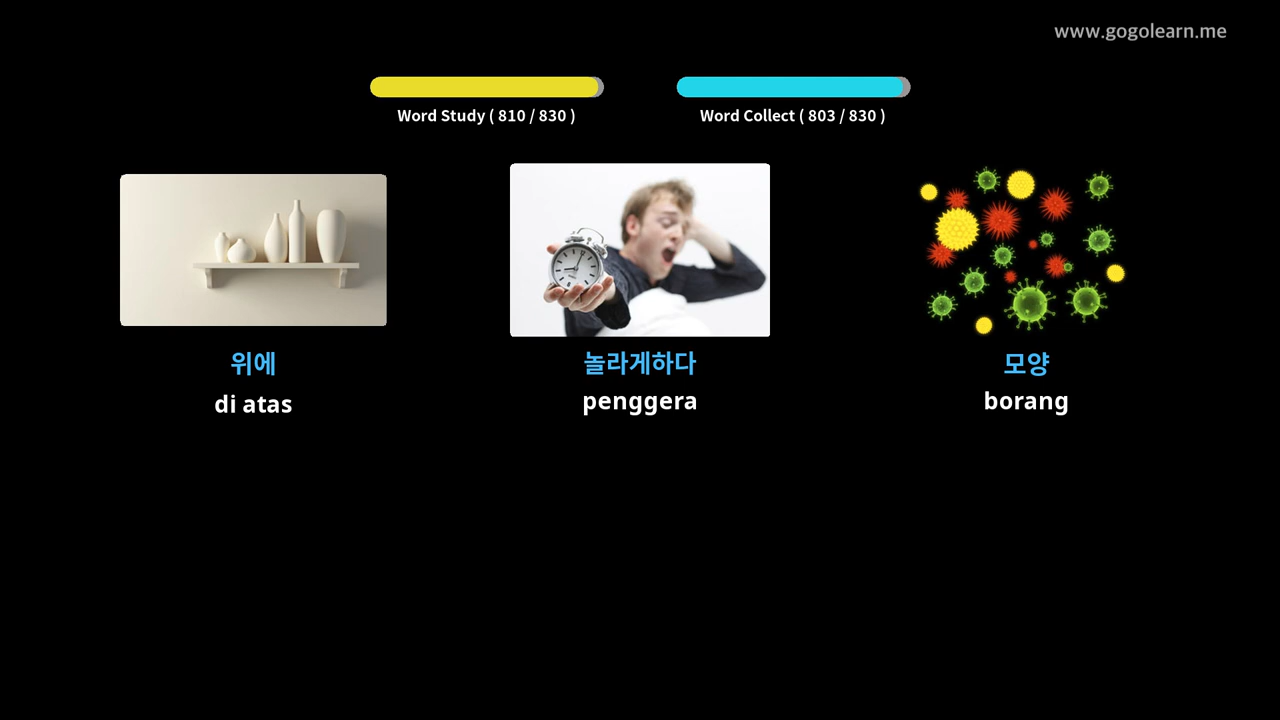 www.gogolearn.me
Word Study ( 810 / 830 )
Word Collect ( 803 / 830 )
위에
di atas
놀라게하다
penggera
모양
borang